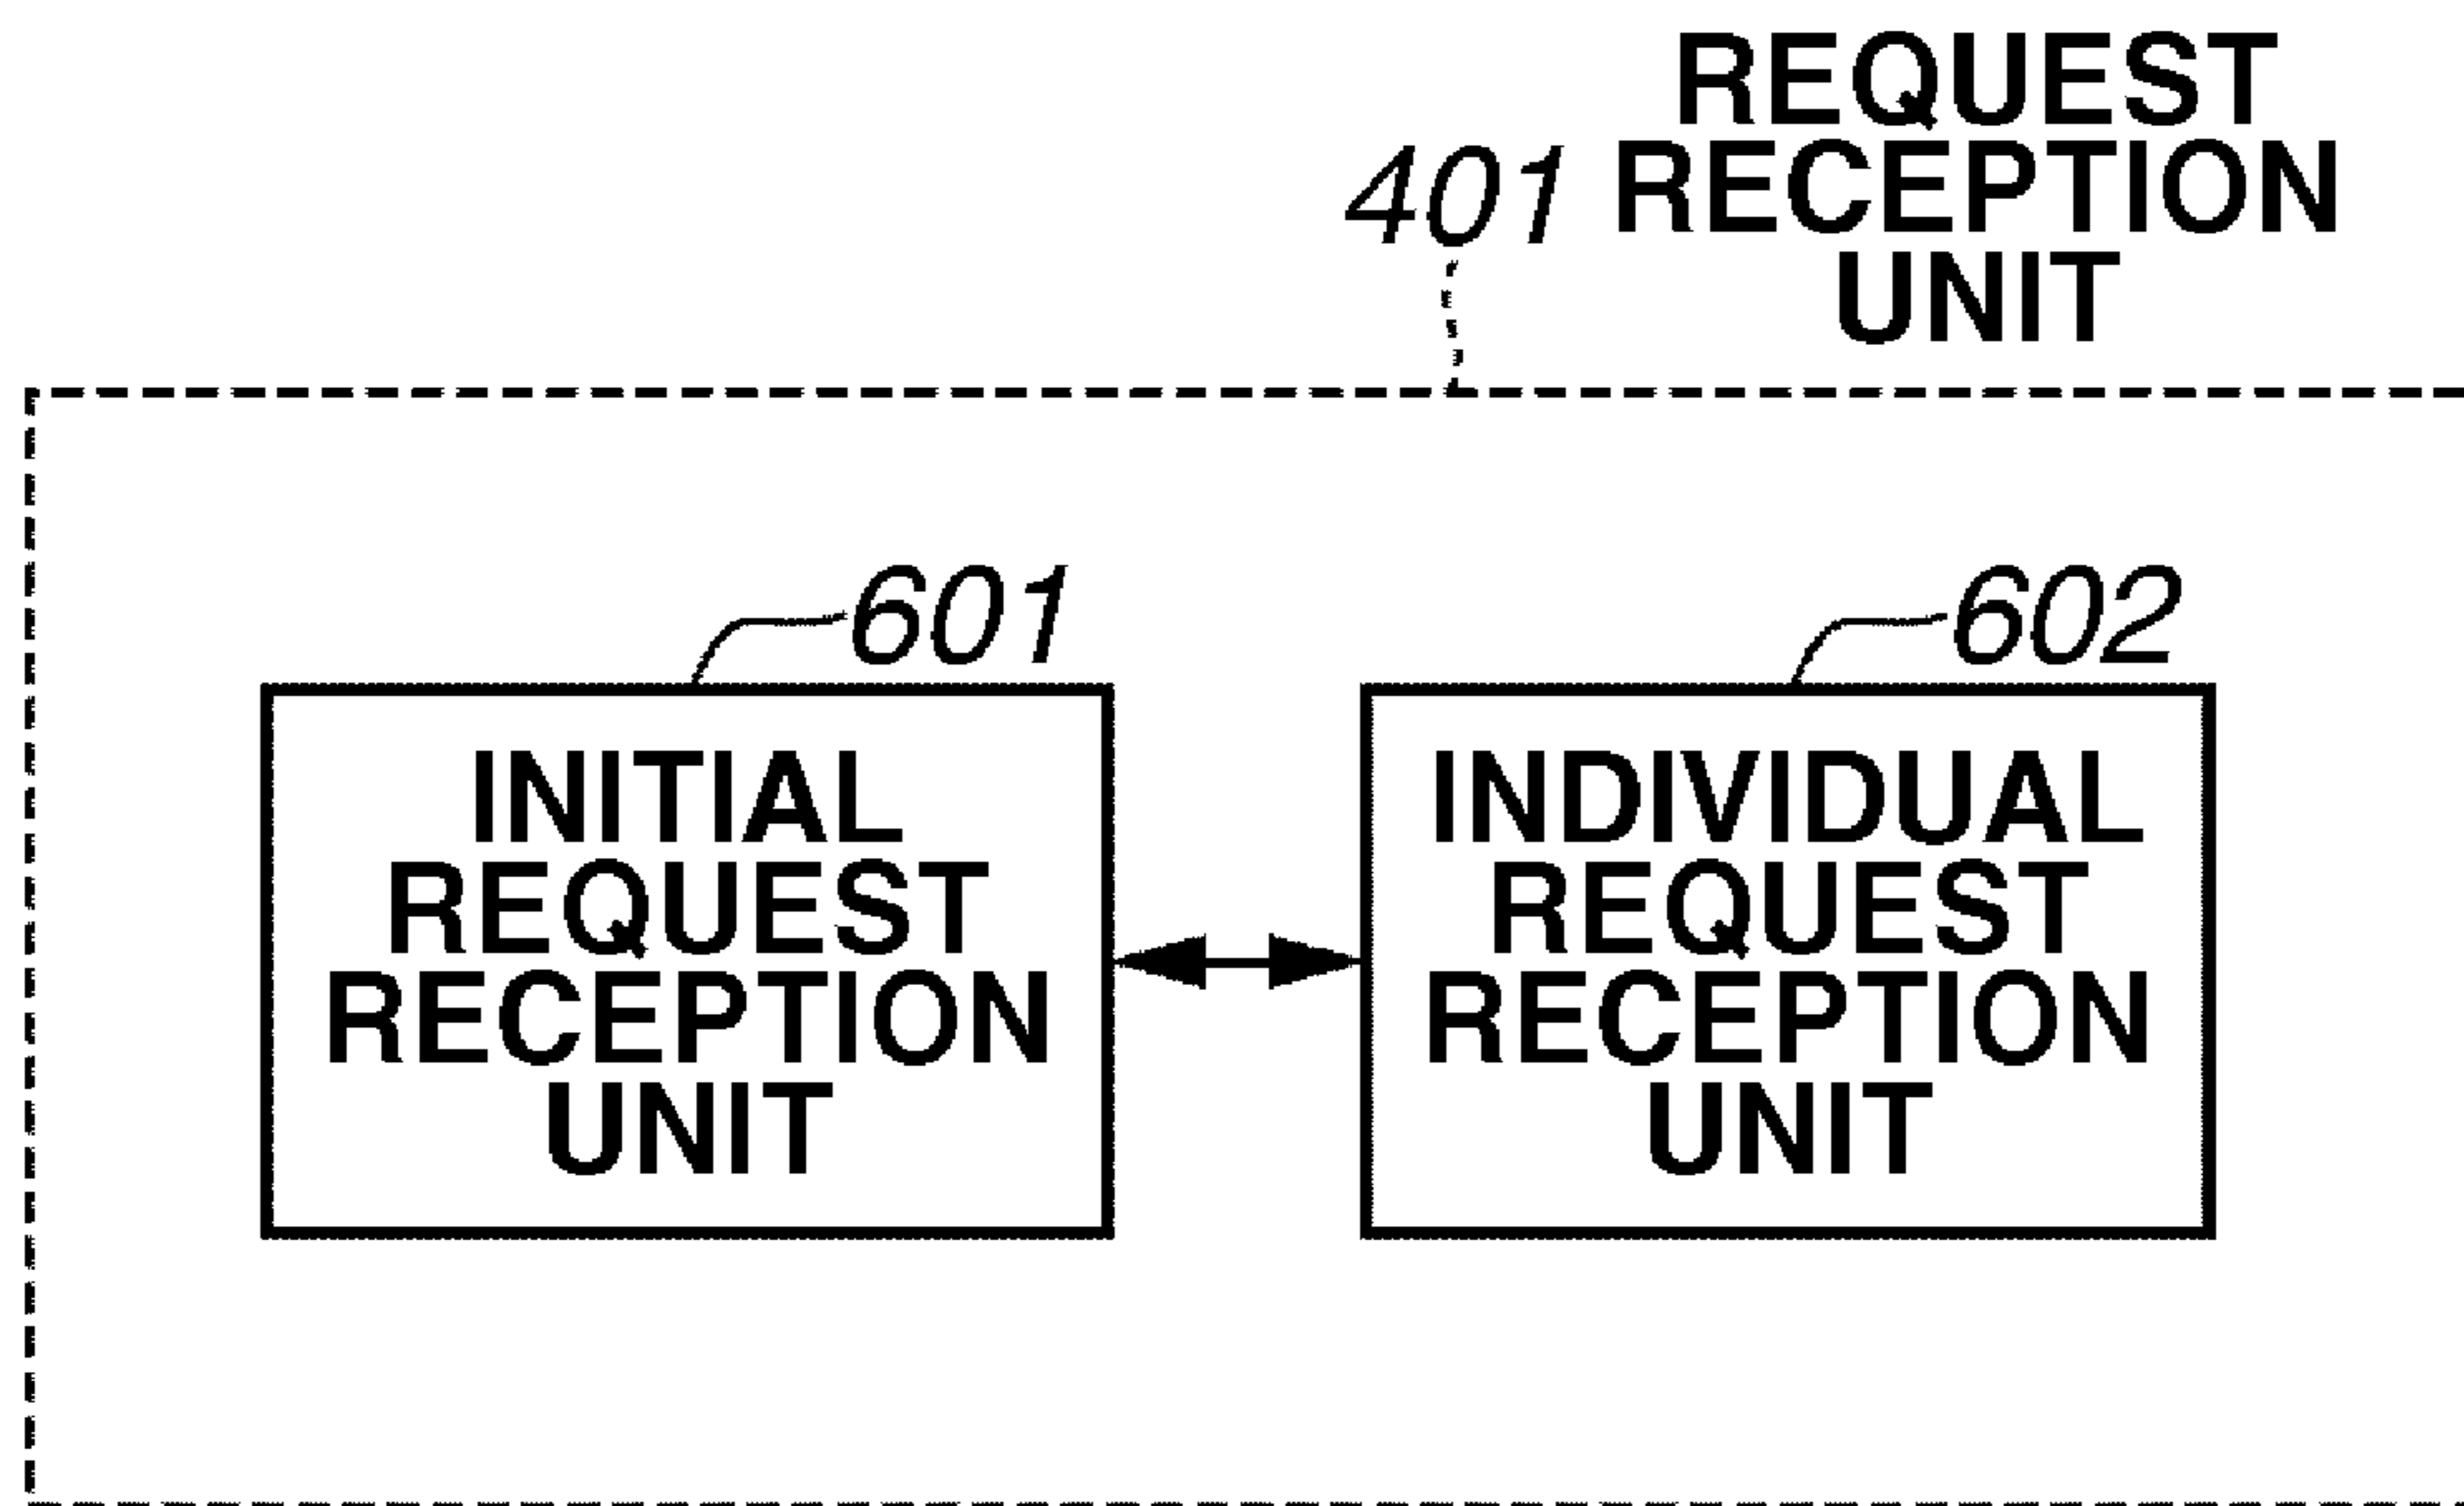 REQUEST
401 RECEPTION
UNIT
601
INITIAL
REQUEST
RECEPTION
UNIT
602
INDIVIDUAL
REQUEST
RECEPTION
UNIT